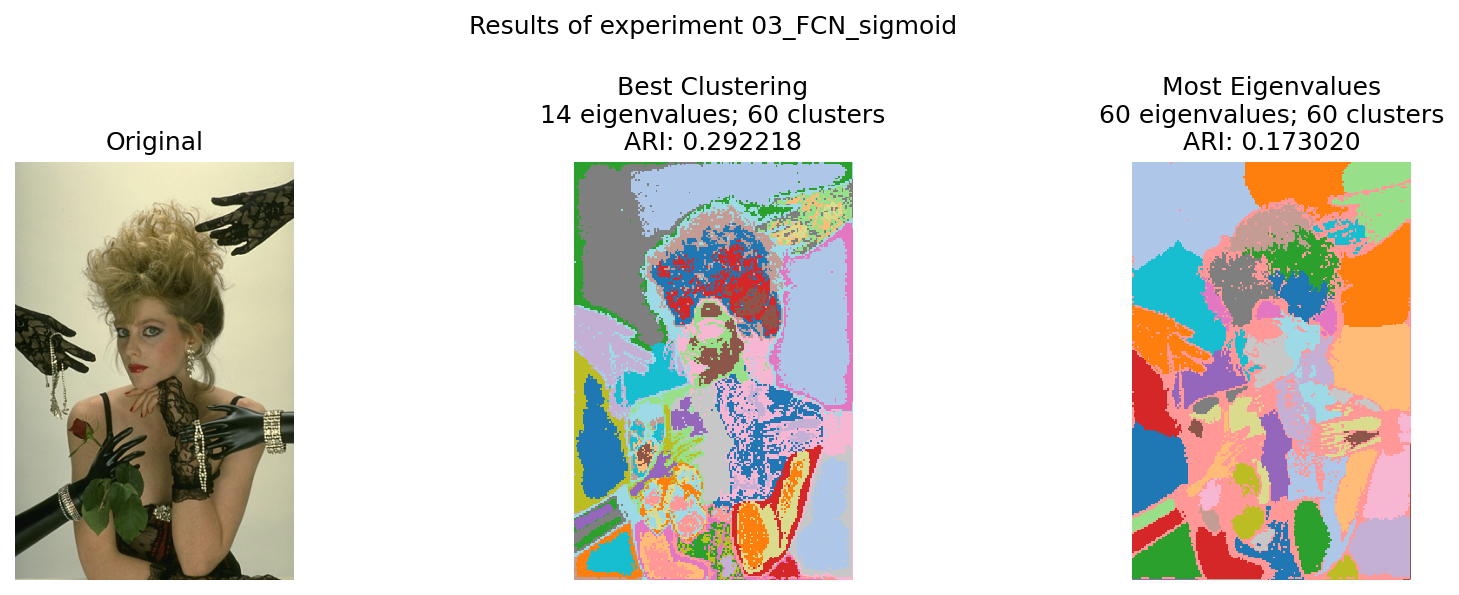 Results of experiment 03_FCN_sigmoid
Original
Best Clustering
14 eigenvalues; 60 clusters
ARI: 0.292218
Most Eigenvalues
60 eigenvalues; 60 clusters
ARI: 0.173020